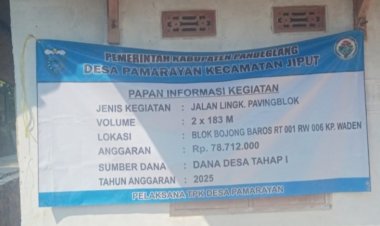 PEMERINTAH KABUPATEN PANDEGLANG
DESA PAMARAYAN KECAMATAN JIPUT
PAPAN INFORMASI KEGIATAN
JENIS KEGIATAN : JALAN LINGK. PAVINGBLOK
VOLUME : 2 x 183 M
LOKASI : BLOK BOJONG BAROS RT 001 RW 006 KP. WADEN
ANGGARAN : Rp. 78.712.000
SUMBER DANA : DANA DESA TAHAP I
TAHUN ANGGARAN : 2025
PELAKSANA TPK DESA PAMARAYAN